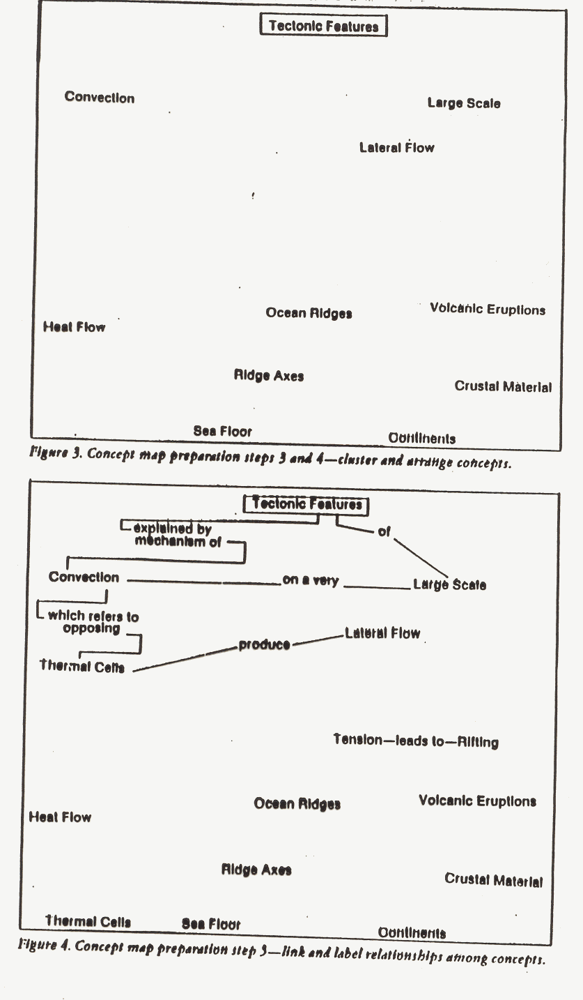 Tectonic Features
Convection
Large Scale
Lateral Flow
Ocean Ridges
Volcanic Eruptions
Heat Flow
Ridge Axes
Crustal Material
Sea Floor
Continents
Figure 3. Concept map preparation steps 3 and 4—cluster and arrange concepts.
Tectonic Features
explained by
mechanism of
of
Convection
on a very
Large Scale
which refers to
opposing
produce
Lateral Flow
Thermal Cells
Tension—leads to—Rifting
Ocean Ridges
Volcanic Eruptions
Heat Flow
Ridge Axes
Crustal Material
Thermal Cells
Sea Floor
Continents
Figure 4. Concept map preparation step 5—link and label relationships among concepts.